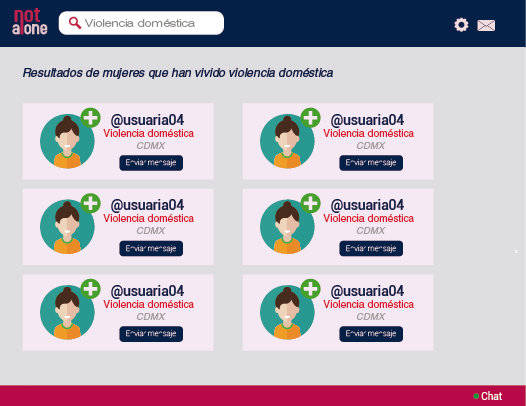 not
alone
Violencia doméstica
Resultados de mujeres que han vivido violencia doméstica
@usuaria04
Violencia doméstica
CDMX
Enviar mensaje
@usuaria04
Violencia doméstica
CDMX
Enviar mensaje
@usuaria04
Violencia doméstica
CDMX
Enviar mensaje
@usuaria04
Violencia doméstica
CDMX
Enviar mensaje
@usuaria04
Violencia doméstica
CDMX
Enviar mensaje
@usuaria04
Violencia doméstica
CDMX
Enviar mensaje
Chat